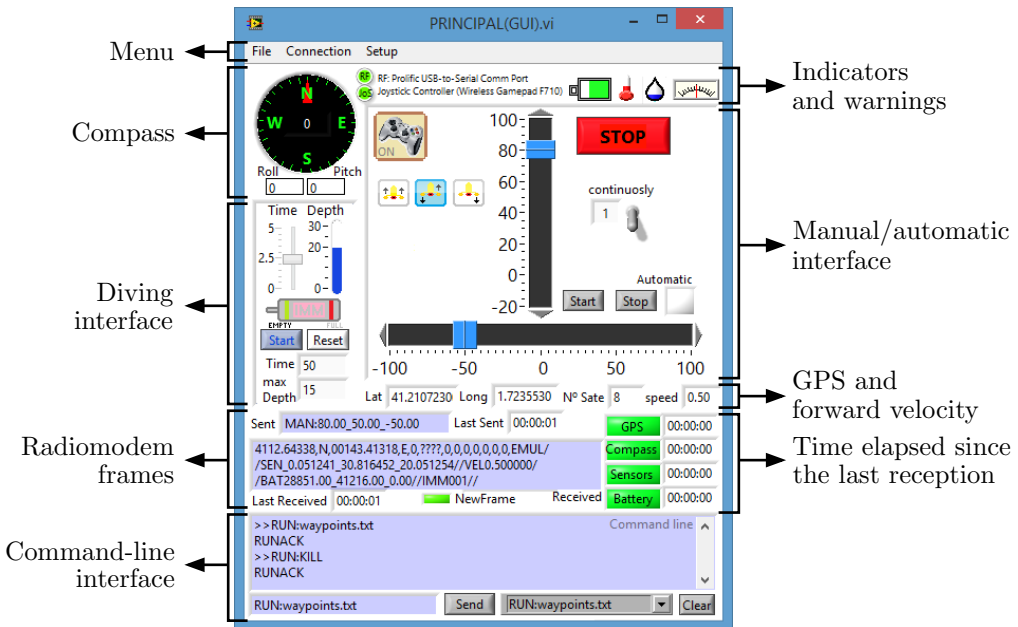 PRINCIPAL(GUI).vi
Menu
File Connection Setup
Indicators
and warnings
RF
RF: Prolific USB-to-Serial Comm Port
JoS
Joystick: Controller (Wireless Gamepad F710)
Compass
N
W 0 E
S
Roll Pitch
0 0
ON
STOP
100
80
60
40
20
0
-20
continuosly
1
Manual/automatic
interface
Automatic
Start Stop
-100 -50 0 50 100
Diving
interface
Time Depth
5
2.5
0
30
20
0
IMM
EMPTY FULL
Start Reset
Time 50
max
Depth 15
Lat 41.2107230 Long 1.7235530 Nº Sate 8 speed 0.50
GPS and
forward velocity
Radiomodem
frames
Sent MAN:80.00_50.00_-50.00 Last Sent 00:00:01
4112.64338,N,00143.41318,E,0,????,0,0,0,0,0,0,0,EMUL/
/SEN_0.051241_30.816452_20.051254//VEL0.500000/
/BAT28851.00_41216.00_0.00//IMM001//
Last Received 00:00:01 NewFrame Received
GPS 00:00:00
Compass 00:00:00
Sensors 00:00:00
Battery 00:00:00
Time elapsed since
the last reception
Command-line
interface
Command line
>>RUN:waypoints.txt
RUNACK
>>RUN:KILL
RUNACK
RUN:waypoints.txt Send RUN:waypoints.txt Clear